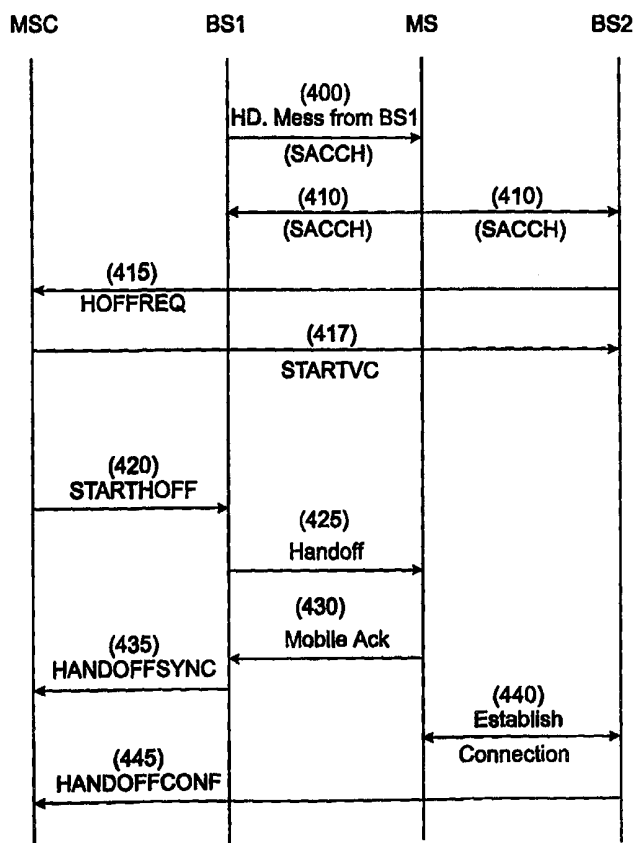 MSC BS1 MS BS2
(400)
HD. Mess from BS1
(SACCH)
(410) (410)
(SACCH) (SACCH)
(415)
HOFFREQ
(417)
STARTVC
(420)
STARTHOFF
(425)
Handoff
(430)
Mobile Ack
(435)
HANDOFFSYNC
(440)
Establish
Connection
(445)
HANDOFFCONF